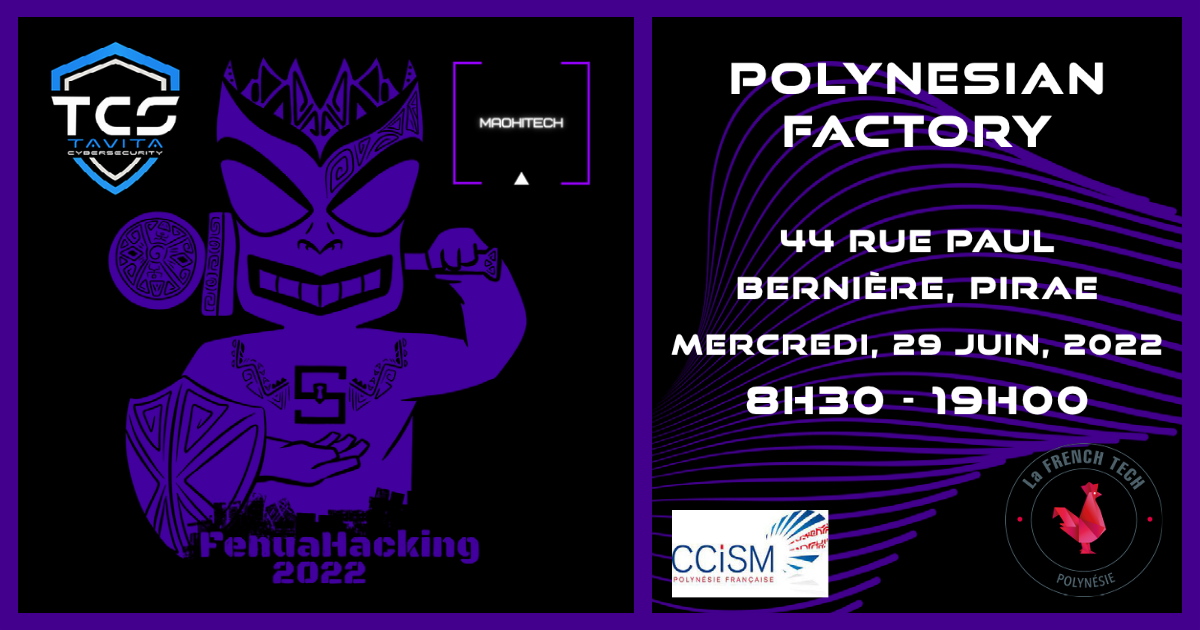 TCS
TAVITA
CYBERSECURITY
MAOHITECH
FenuaHacking
2022
POLYNESIAN
FACTORY
44 RUE PAUL
BERNIÈRE, PIRAE
MERCREDI, 29 JUIN, 2022
8H30 - 19H00
CCiSM
POLYNÉSIE FRANÇAISE
La FRENCH TECH
POLYNÉSIE